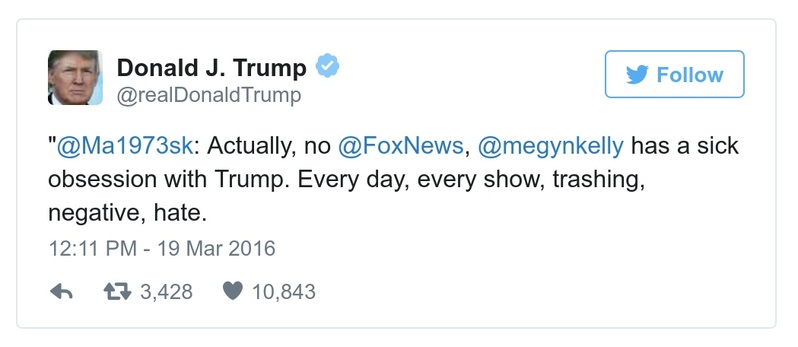 Donald J. Trump
@realDonaldTrump
Follow
"@Ma1973sk: Actually, no @FoxNews, @megynkelly has a sick
obsession with Trump. Every day, every show, trashing,
negative, hate.
12:11 PM - 19 Mar 2016
3,428 10,843